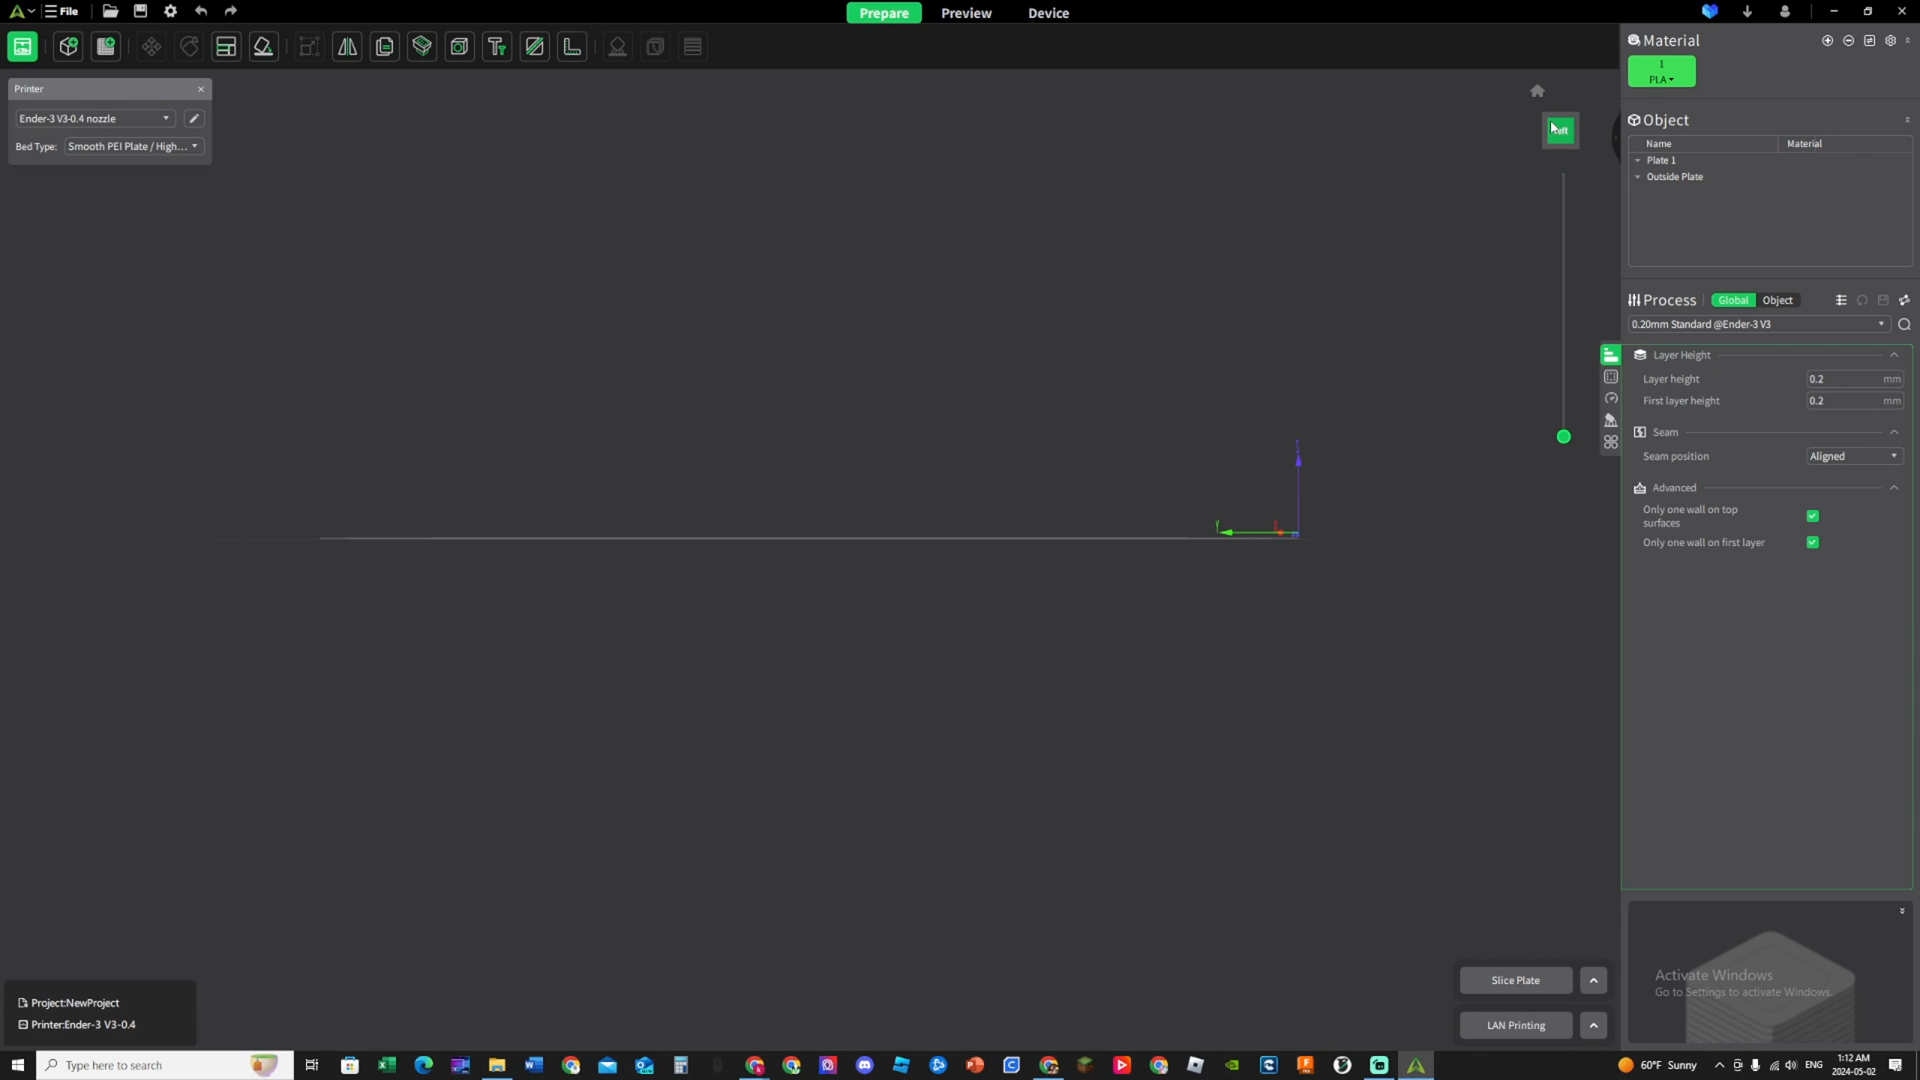 File
Prepare
Preview
Device
Printer
Ender-3 V3-0.4 nozzle
Bed Type:
Smooth PEI Plate / High...
Material
1
PLA
Object
Name
Material
Plate 1
Outside Plate
Process
Global
Object
0.20mm Standard @Ender-3 V3
Layer Height
Layer height
0.2
mm
First layer height
0.2
mm
Seam
Seam position
Aligned
Advanced
Only one wall on top
surfaces
Only one wall on first layer
Y
Slice Plate
LAN Printing
Activate Windows
Go to Settings to activate Windows.
Project:NewProject
Printer:Ender-3 V3-0.4
Type here to search
60°F Sunny
ENG
1:12 AM
2024-05-02